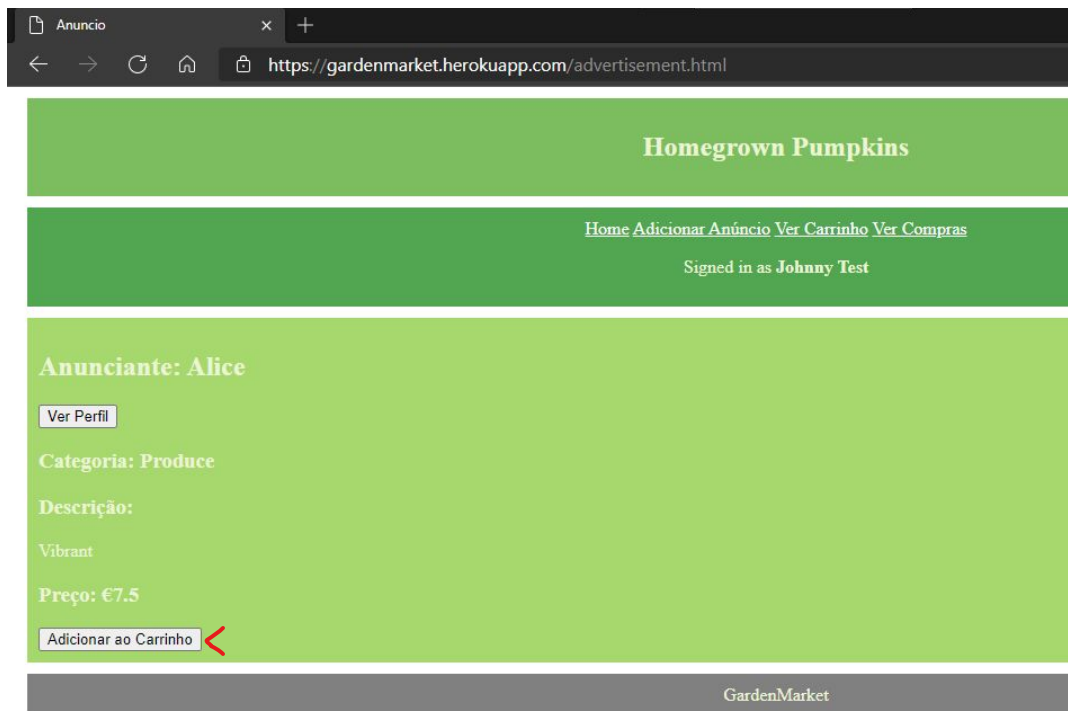 Anuncio
https://gardenmarket.herokuapp.com/advertisement.html
Homegrown Pumpkins
Home Adicionar Anúncio Ver Carrinho Ver Compras
Signed in as Johnny Test
Anunciante: Alice
Ver Perfil
Categoria: Produce
Descrição:
Vibrant
Preço: €7.5
Adicionar ao Carrinho
GardenMarket